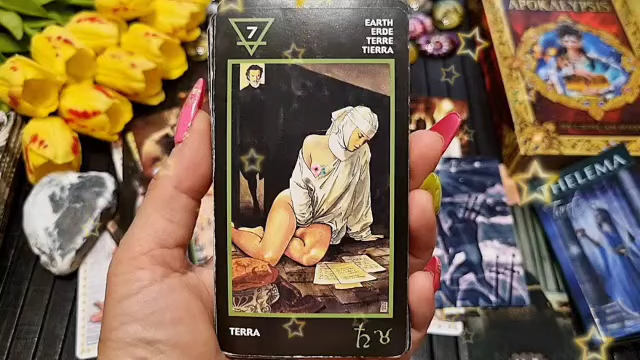 7
EARTH
ERDE
TERRE
TIERRA
APOKALYPSIS
THELEMA
TERRA
♄ ♉